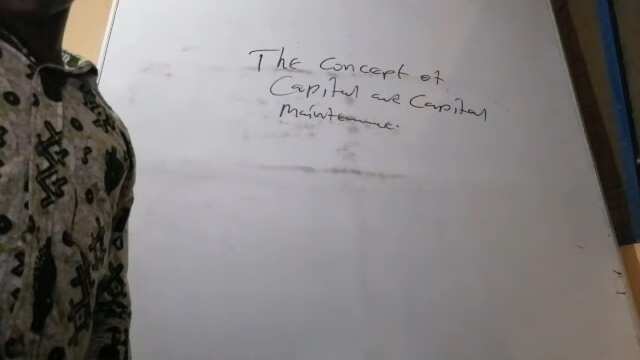 The Concept of
Capital and Capital
Maintenance.